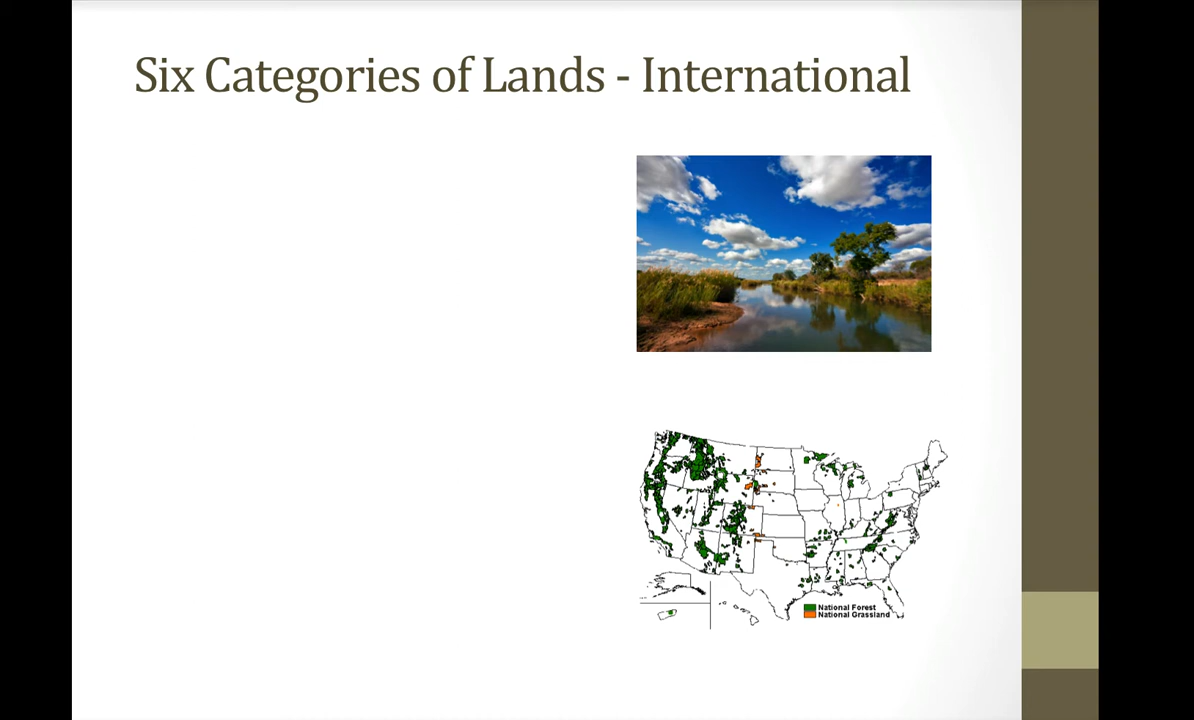 Six Categories of Lands - International
National Forest
National Grassland